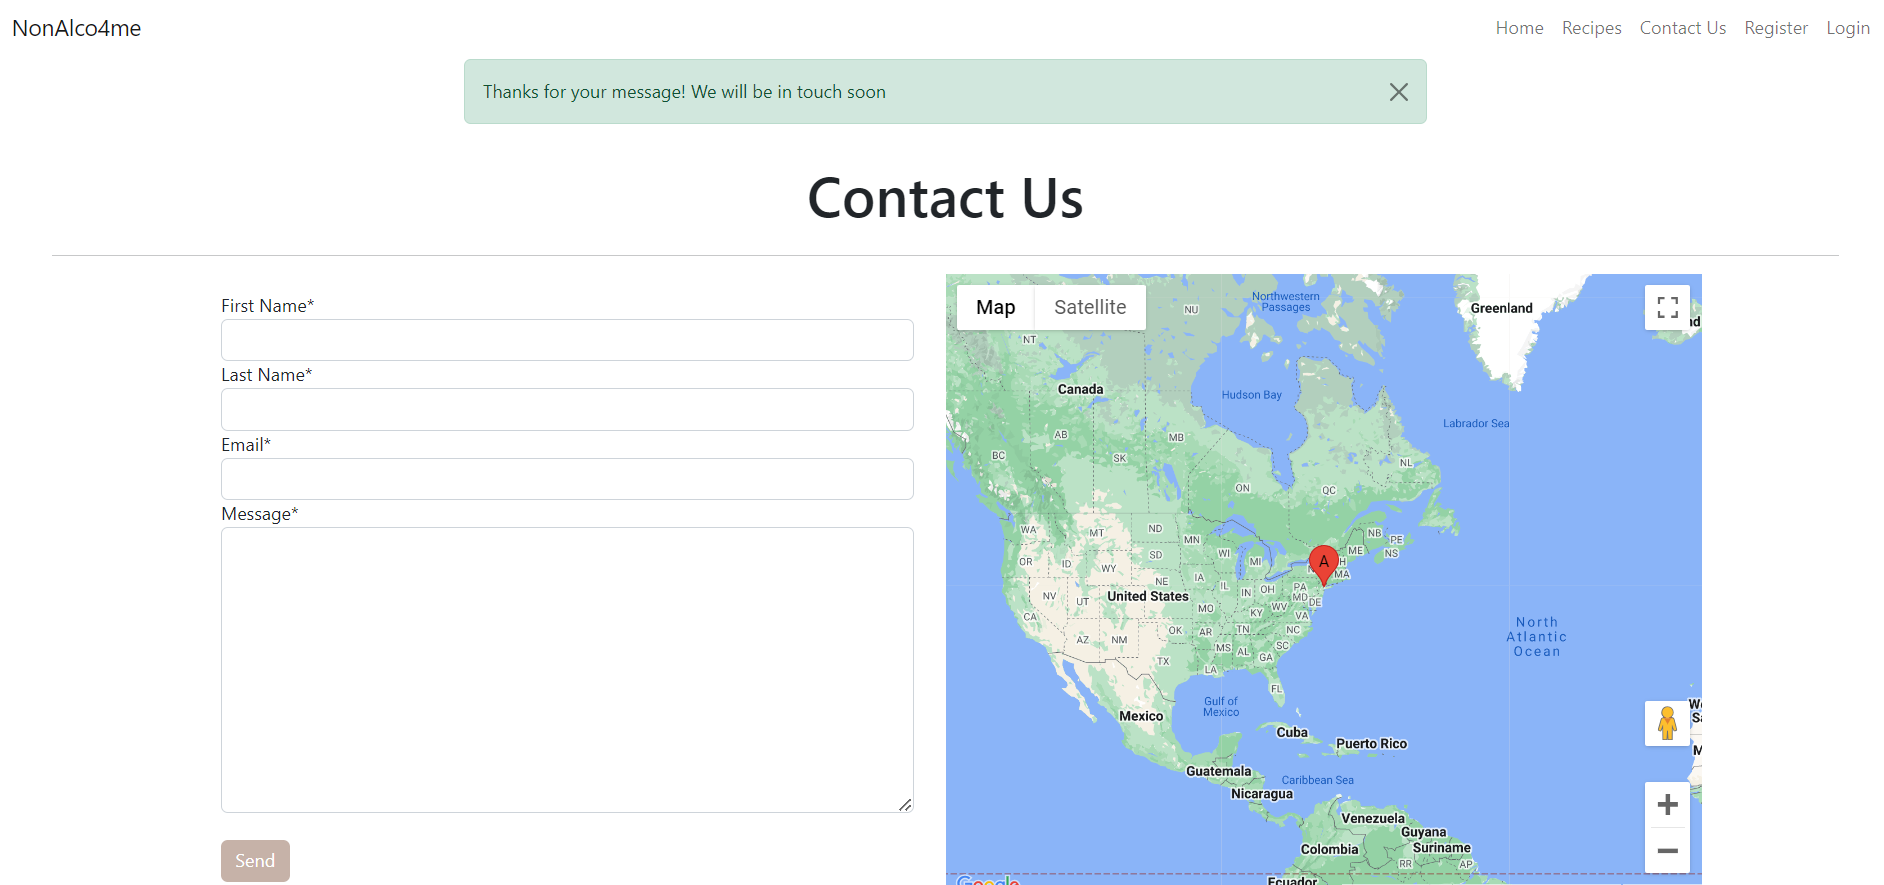 NonAlco4me
Home Recipes Contact Us Register Login
Thanks for your message! We will be in touch soon
Contact Us
First Name*
Last Name*
Email*
Message*
Send
Map Satellite
Northwestern
Passages
Greenland
NU
NT
Canada
Hudson Bay
Labrador Sea
AB
MB
BC
SK
NL
ON
QC
WA
MT
ND
MN
NB
PE
ME
NS
OR
ID
SD
WI
MI
A
WY
MA
NE
IA
IL
IN
OH
PA
NV
UT
United States
MD
DE
CA
MO
KY
WV
VA
AZ
NM
OK
AR
TN
NC
MS
AL
SC
TX
LA
GA
FL
North
Atlantic
Ocean
Gulf of
Mexico
Mexico
Cuba
Puerto Rico
Guatemala
Caribbean Sea
Nicaragua
Venezuela
Guyana
Colombia
Suriname
RR
AP
Ecuador
Google